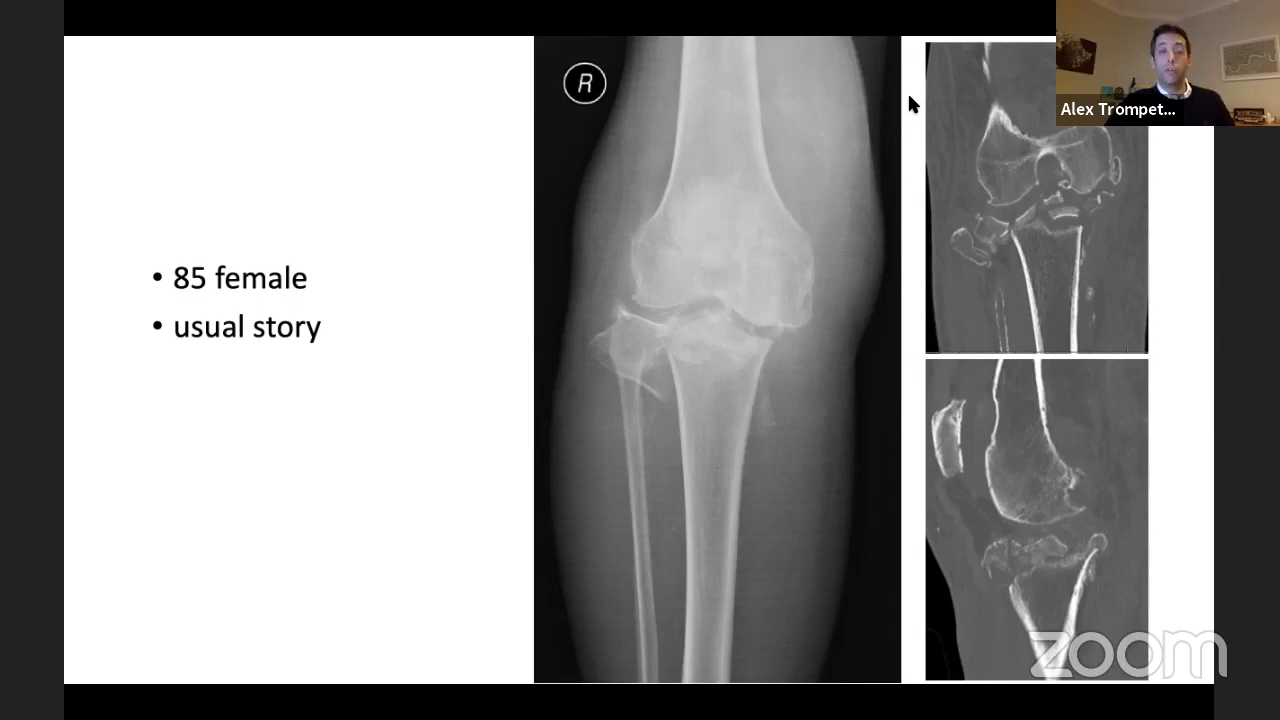 R
Alex Trompet...
• 85 female
• usual story
zoom